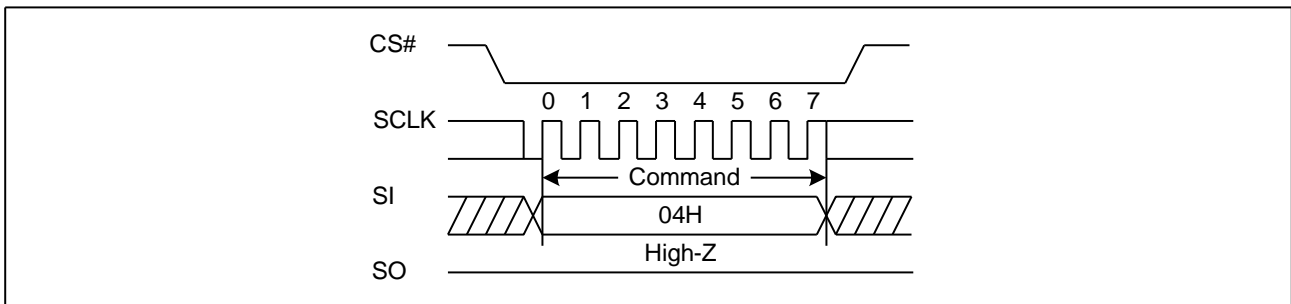 CS#
0 1 2 3 4 5 6 7
SCLK
Command
SI
04H
High-Z
SO